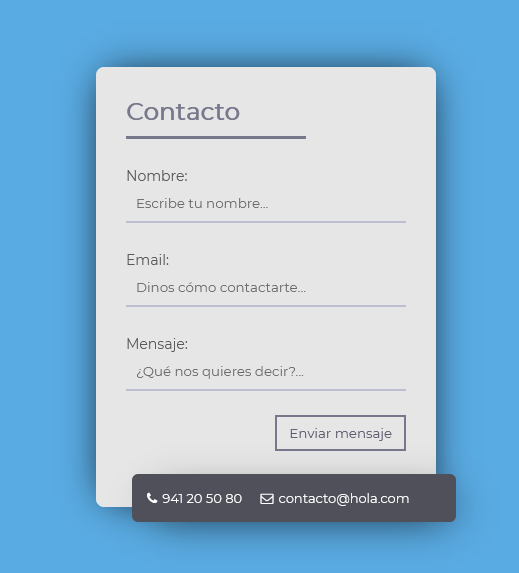 Contacto
Nombre:
Escribe tu nombre...
Email:
Dinos cómo contactarte...
Mensaje:
¿Qué nos quieres decir?...
Enviar mensaje
941 20 50 80 contacto@hola.com